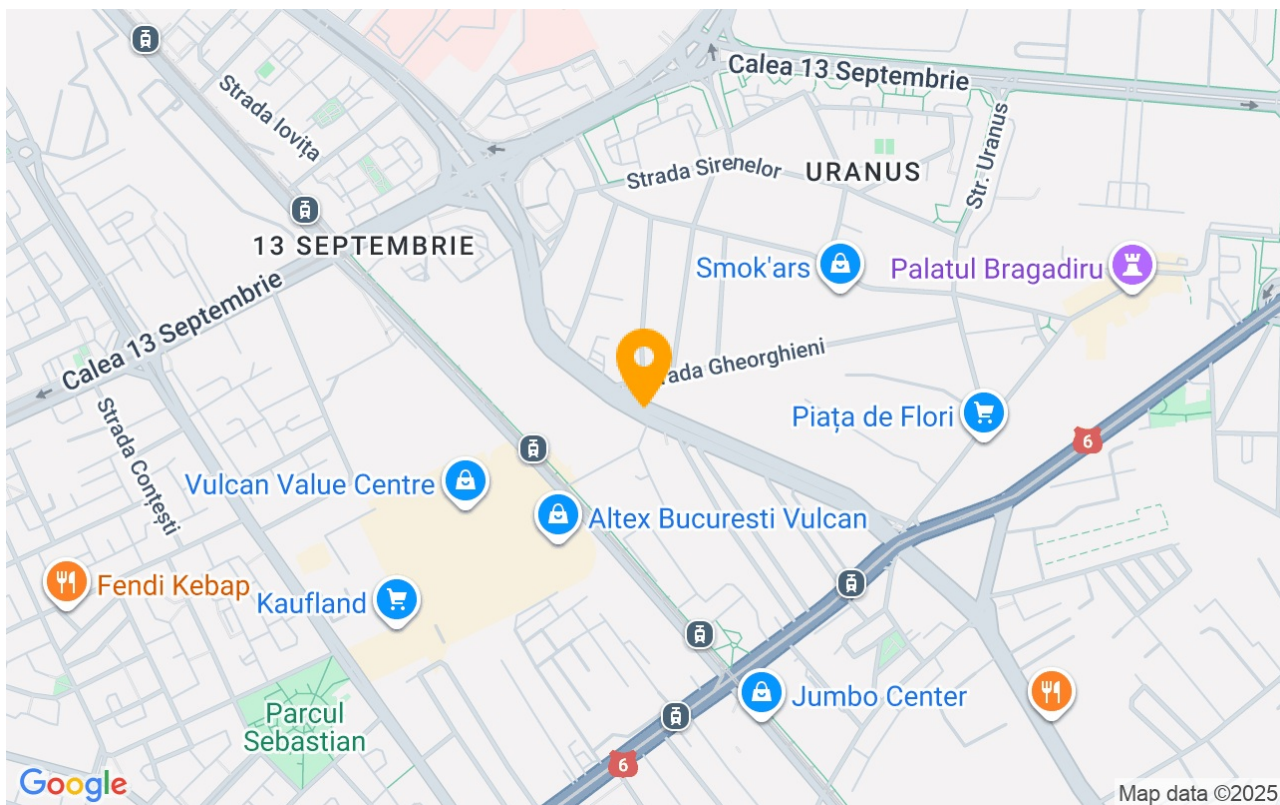 Calea 13 Septembrie
Strada Iovița
Str. Uranus
Strada Sirenelor
URANUS
13 SEPTEMBRIE
Smok'ars
Palatul Bragadiru
Calea 13 Septembrie
rada Gheorghieni
Strada Conțești
Piața de Flori
6
Vulcan Value Centre
Altex Bucuresti Vulcan
Fendi Kebap
Kaufland
Jumbo Center
Parcul
Sebastian
6
Google
Map data ©2025